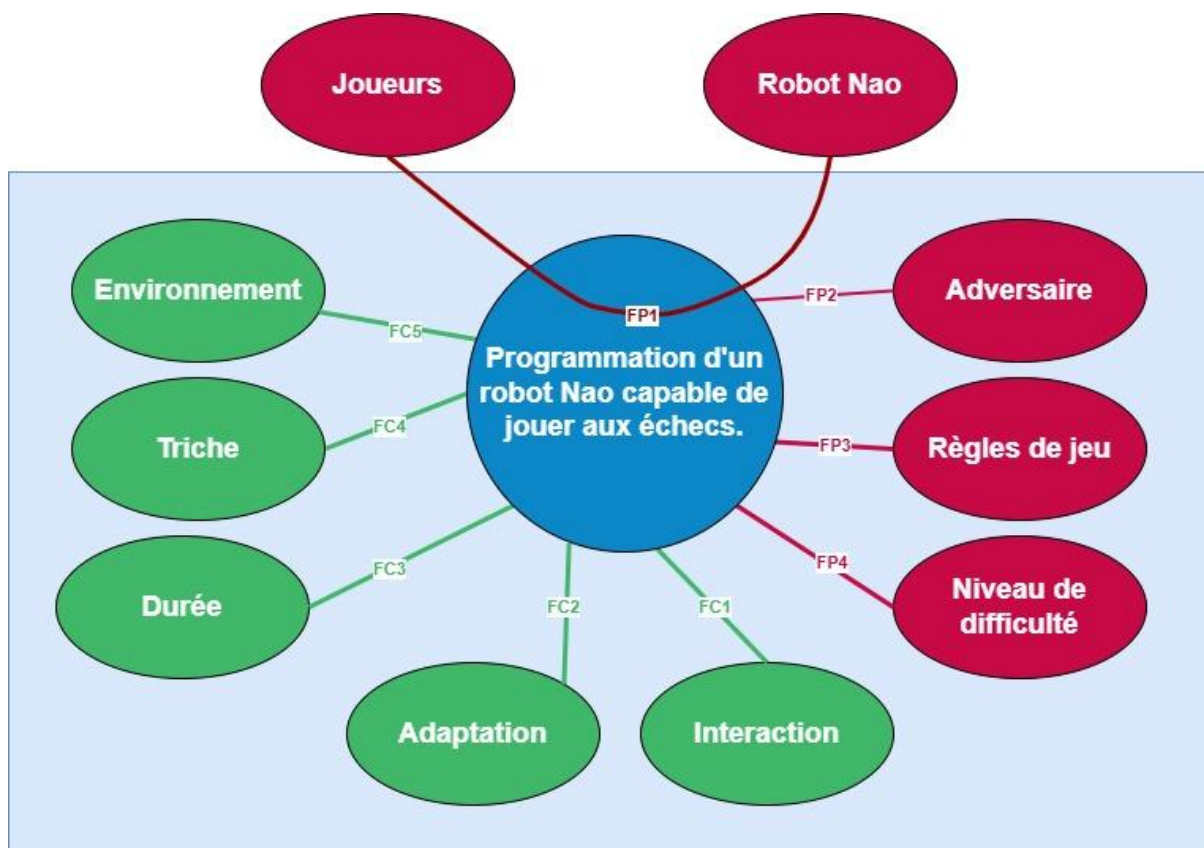 Joueurs
Robot Nao
Environnement
FC5
FP1
FP2
Adversaire
Programmation d'un
robot Nao capable de
jouer aux échecs.
Triche
FC4
FP3
Règles de jeu
Durée
FC3
FP4
Niveau de
difficulté
FC2
FC1
Adaptation
Interaction